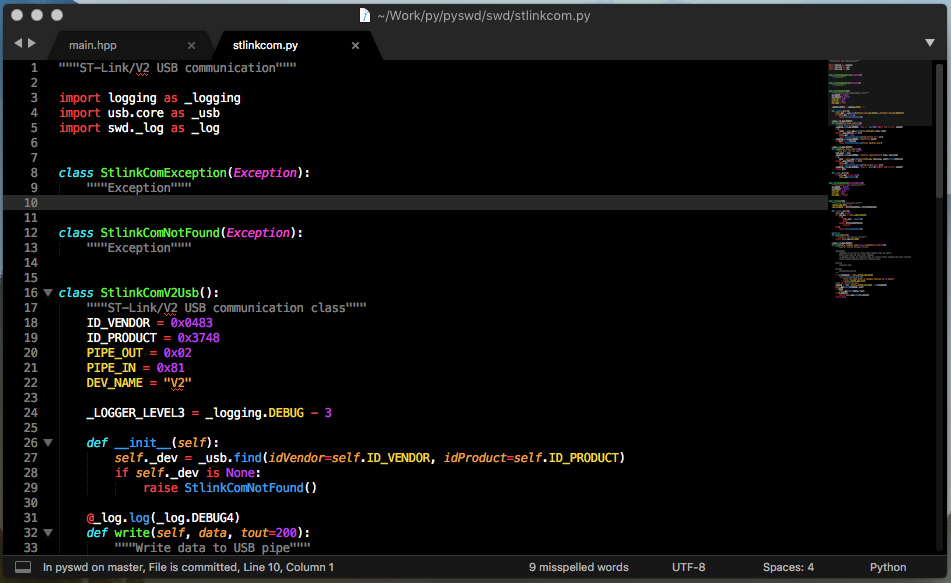 ~/Work/py/pyswd/swd/stlinkcom.py
main.hpp
stlinkcom.py
1 """ST-Link/V2 USB communication"""
2
3 import logging as _logging
4 import usb.core as _usb
5 import swd._log as _log
6
7
8 class StlinkComException(Exception):
9     """Exception"""
10
11
12 class StlinkComNotFound(Exception):
13     """Exception"""
14
15
16 class StlinkComV2Usb():
17     """ST-Link/V2 USB communication class"""
18     ID_VENDOR = 0x0483
19     ID_PRODUCT = 0x3748
20     PIPE_OUT = 0x02
21     PIPE_IN = 0x81
22     DEV_NAME = "V2"
23
24     _LOGGER_LEVEL3 = _logging.DEBUG - 3
25
26     def __init__(self):
27         self._dev = _usb.find(idVendor=self.ID_VENDOR, idProduct=self.ID_PRODUCT)
28         if self._dev is None:
29             raise StlinkComNotFound()
30
31     @_log.log(_log.DEBUG4)
32     def write(self, data, tout=200):
33         """Write data to USB pipe"""
In pyswd on master, File is committed, Line 10, Column 1
9 misspelled words
UTF-8
Spaces: 4
Python